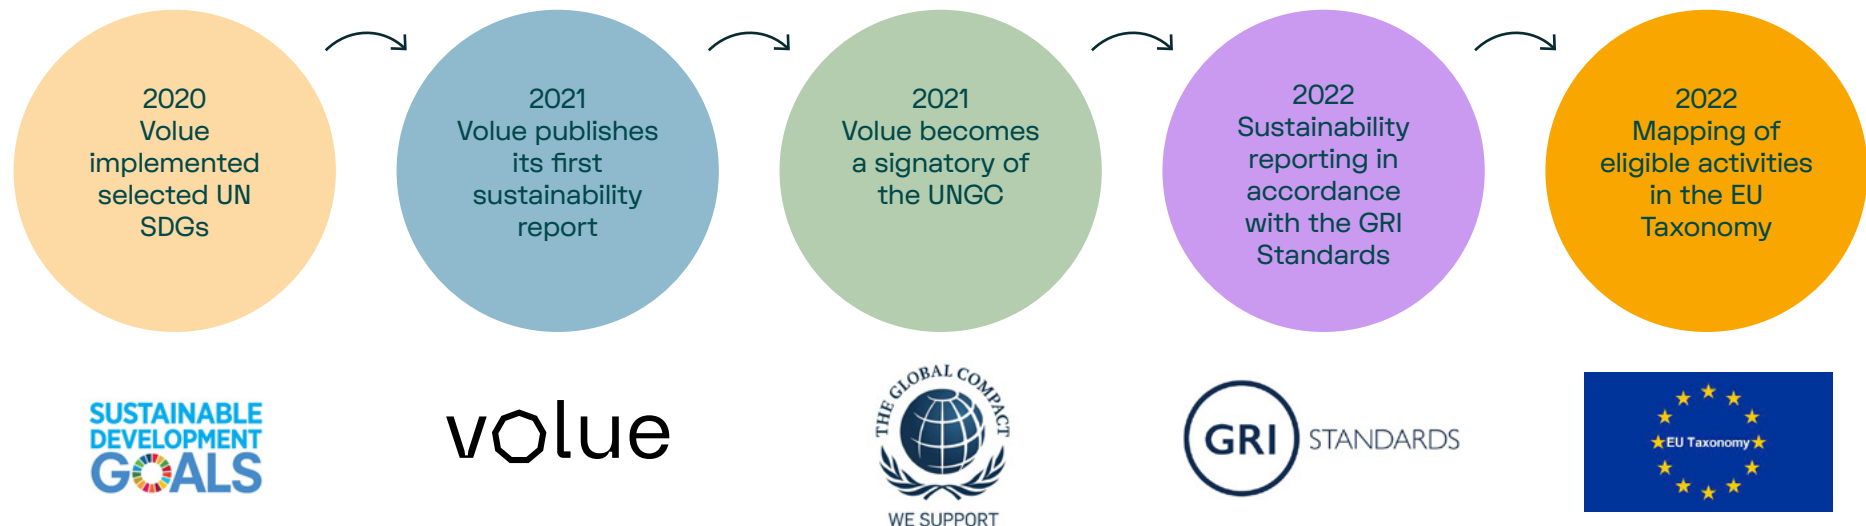 2020
Volue
implemented
selected UN
SDGs
2021
Volue publishes
its first
sustainability
report
2021
Volue becomes
a signatory of
the UNGC
2022
Sustainability
reporting in
accordance
with the GRI
Standards
2022
Mapping of
eligible activities
in the EU
Taxonomy
SUSTAINABLE
DEVELOPMENT
GOALS
volue
THE GLOBAL COMPACT
WE SUPPORT
GRI STANDARDS
EU Taxonomy